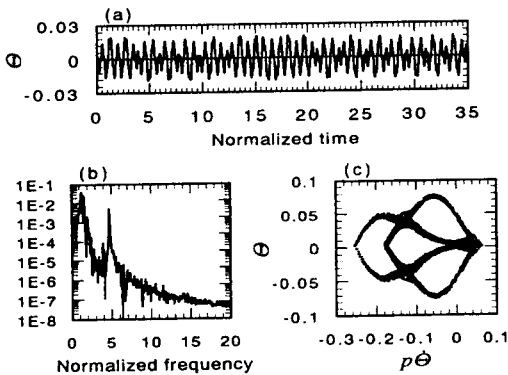 (a)
0.03
Θ 0
-0.03
0 5 10 15 20 25 30 35
Normalized time
(b)
1E-1
1E-2
1E-3
1E-4
1E-5
1E-6
1E-7
1E-8
0 5 10 15 20
Normalized frequency
(c)
0.1
0.05
Θ 0
-0.05
-0.1
-0.3 -0.2 -0.1 0 0.1
pΘ̇